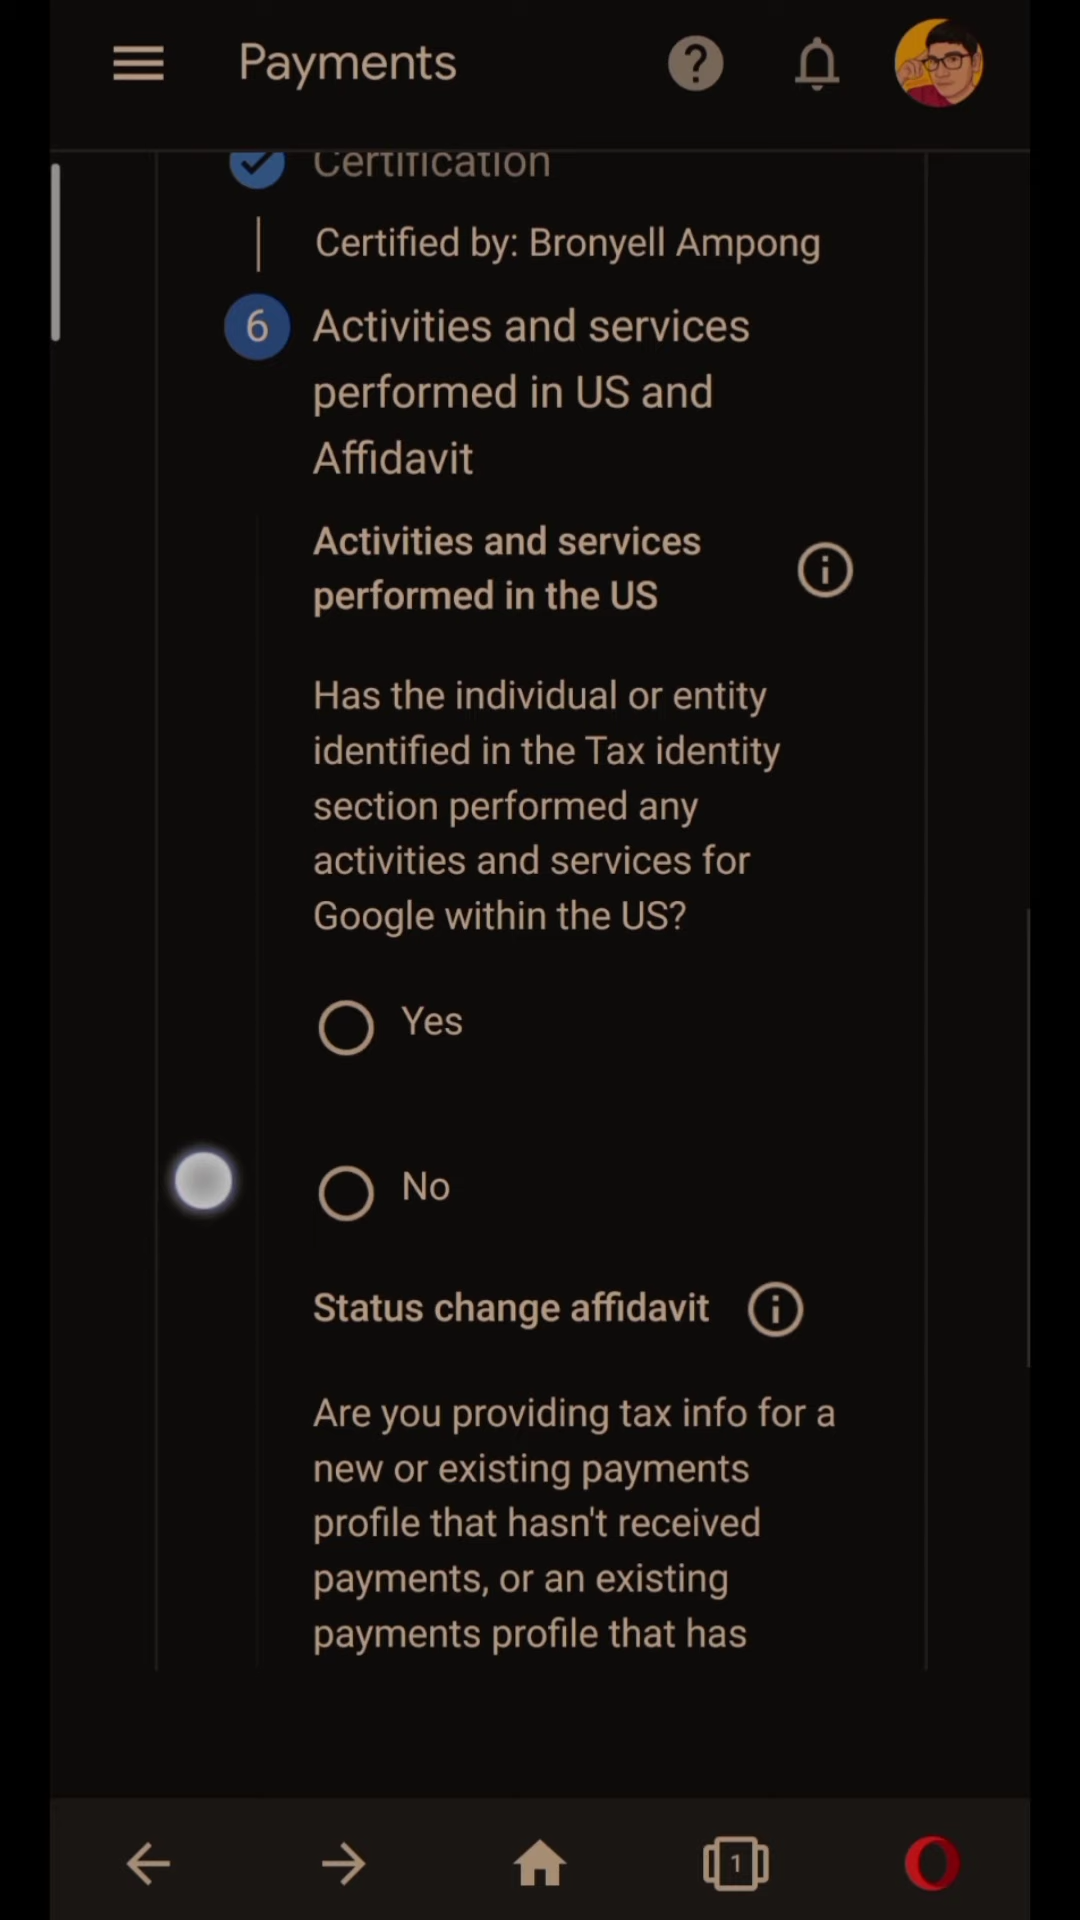 Payments
Certification
Certified by: Bronyell Ampong
6
Activities and services
performed in US and
Affidavit
Activities and services
performed in the US
Has the individual or entity
identified in the Tax identity
section performed any
activities and services for
Google within the US?
Yes
No
Status change affidavit
Are you providing tax info for a
new or existing payments
profile that hasn't received
payments, or an existing
payments profile that has
1